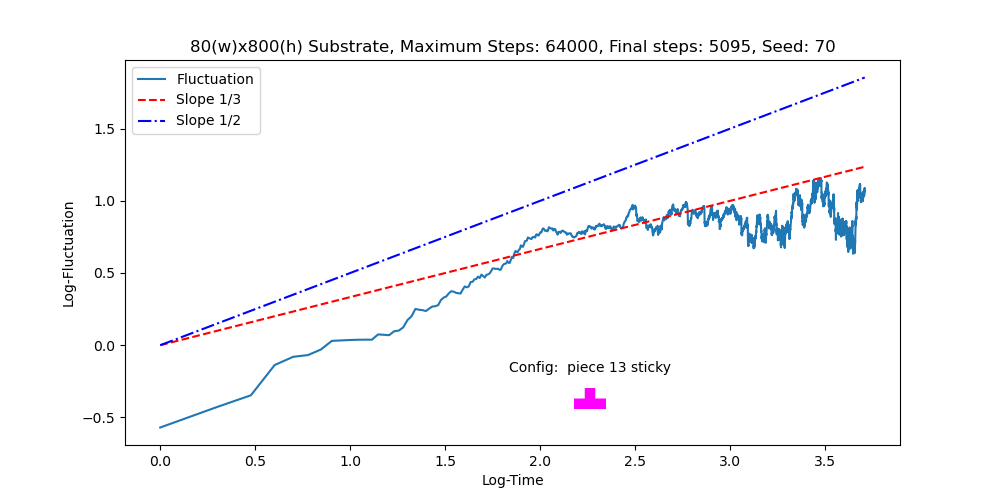 80(w)x800(h) Substrate, Maximum Steps: 64000, Final steps: 5095, Seed: 70
Fluctuation
Slope 1/3
Slope 1/2
1.5
1.0
0.5
0.0
−0.5
Log-Fluctuation
Config:  piece 13 sticky
0.0 0.5 1.0 1.5 2.0 2.5 3.0 3.5
Log-Time